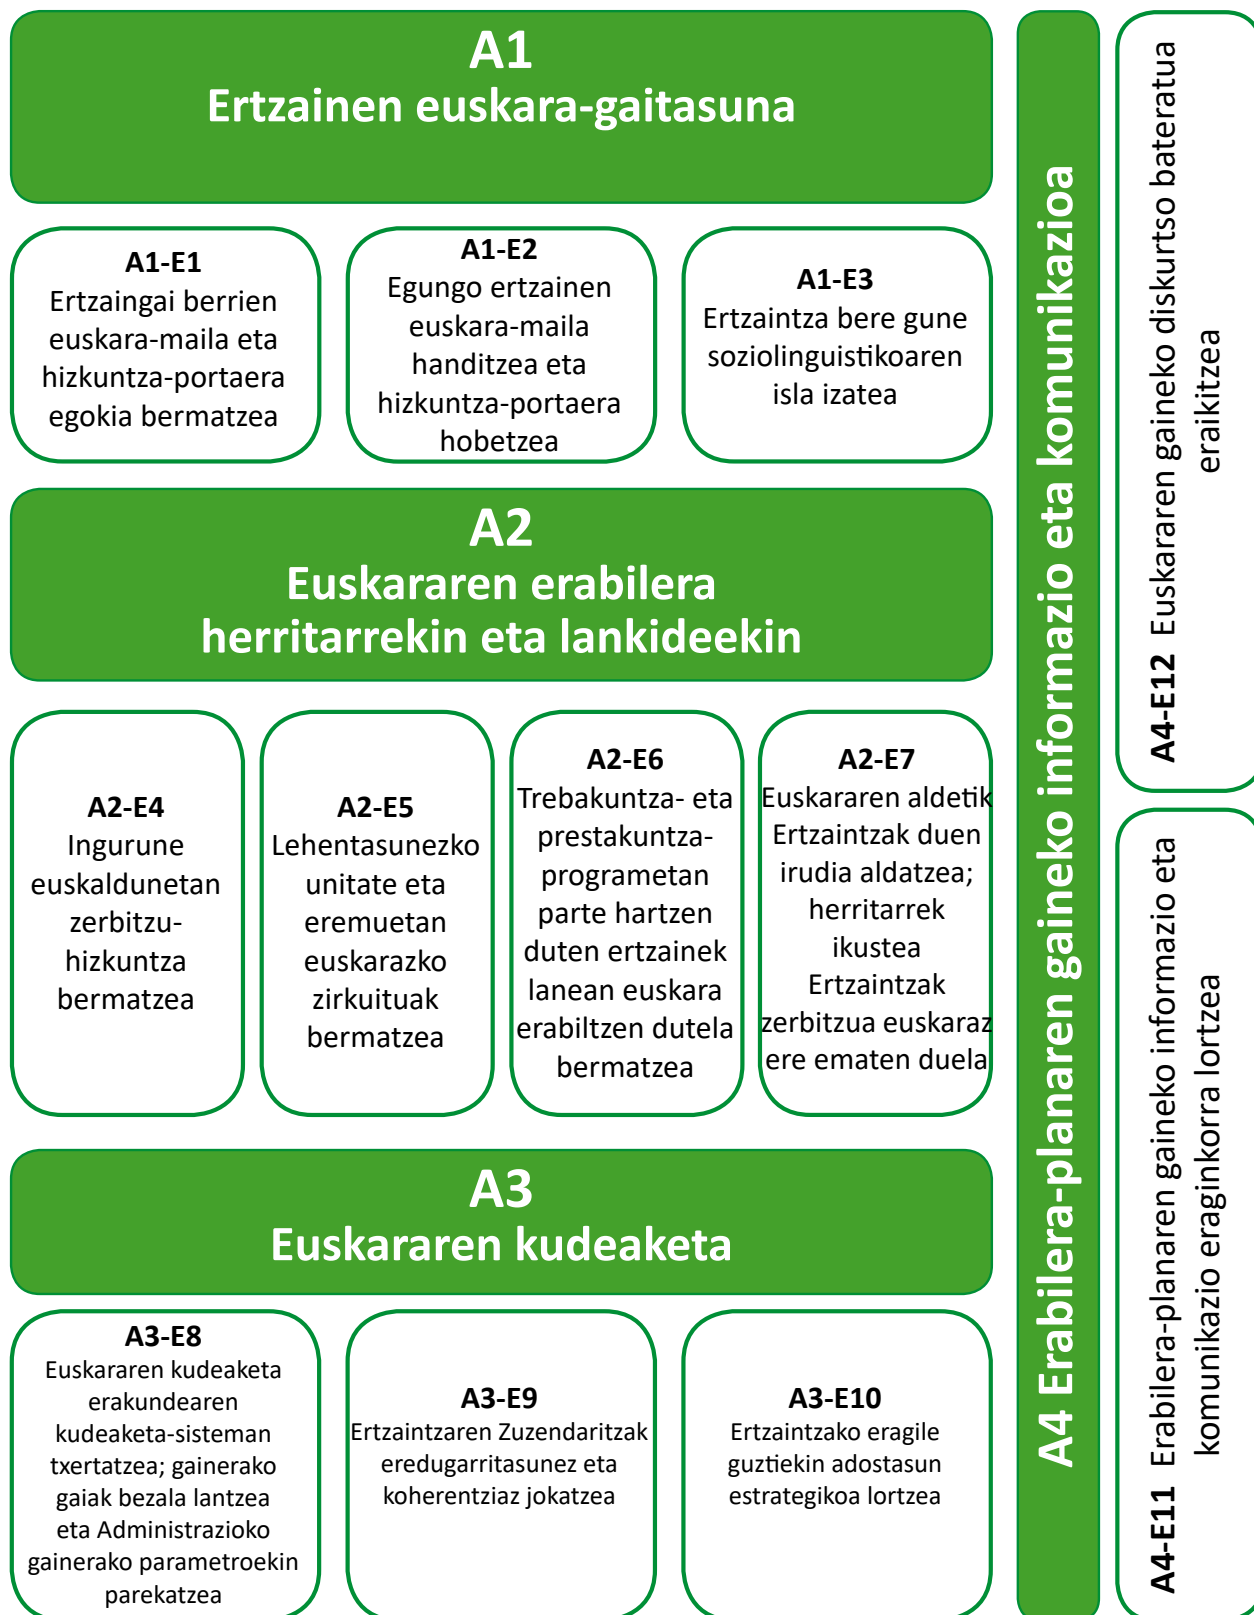 A1
Ertzainen euskara-gaitasuna
A1-E1
Ertzaingai berrien
euskara-maila eta
hizkuntza-portaera
egokia bermatzea
A1-E2
Egungo ertzainen
euskara-maila
handitzea eta
hizkuntza-portaera
hobetzea
A1-E3
Ertzaintza bere gune
soziolinguistikoaren
isla izatea
A2
Euskararen erabilera
herritarrekin eta lankideekin
A2-E4
Ingurune
euskaldunetan
zerbitzu-
hizkuntza
bermatzea
A2-E5
Lehentasunezko
unitate eta
eremuetan
euskarazko
zirkuituak
bermatzea
A2-E6
Trebakuntza- eta
prestakuntza-
programetan
parte hartzen
duten ertzainek
lanean euskara
erabiltzen dutela
bermatzea
A2-E7
Euskararen aldetik
Ertzaintzak duen
irudia aldatzea;
herritarrek
ikustea
Ertzaintzak
zerbitzua euskaraz
ere ematen duela
A3
Euskararen kudeaketa
A3-E8
Euskararen kudeaketa
erakundearen
kudeaketa-sisteman
txertatzea; gainerako
gaiak bezala lantzea
eta Administrazioko
gainerako parametroekin
parekatzea
A3-E9
Ertzaintzaren Zuzendaritzak
eredugarritasunez eta
koherentziaz jokatzea
A3-E10
Ertzaintzako eragile
guztiekin adostasun
estrategikoa lortzea
A4 Erabilera-planaren gaineko informazio eta komunikazioa
A4-E11 Erabilera-planaren gaineko informazio eta
komunikazio eraginkorra lortzea
A4-E12 Euskararen gaineko diskurtso bateratua
eraikitzea